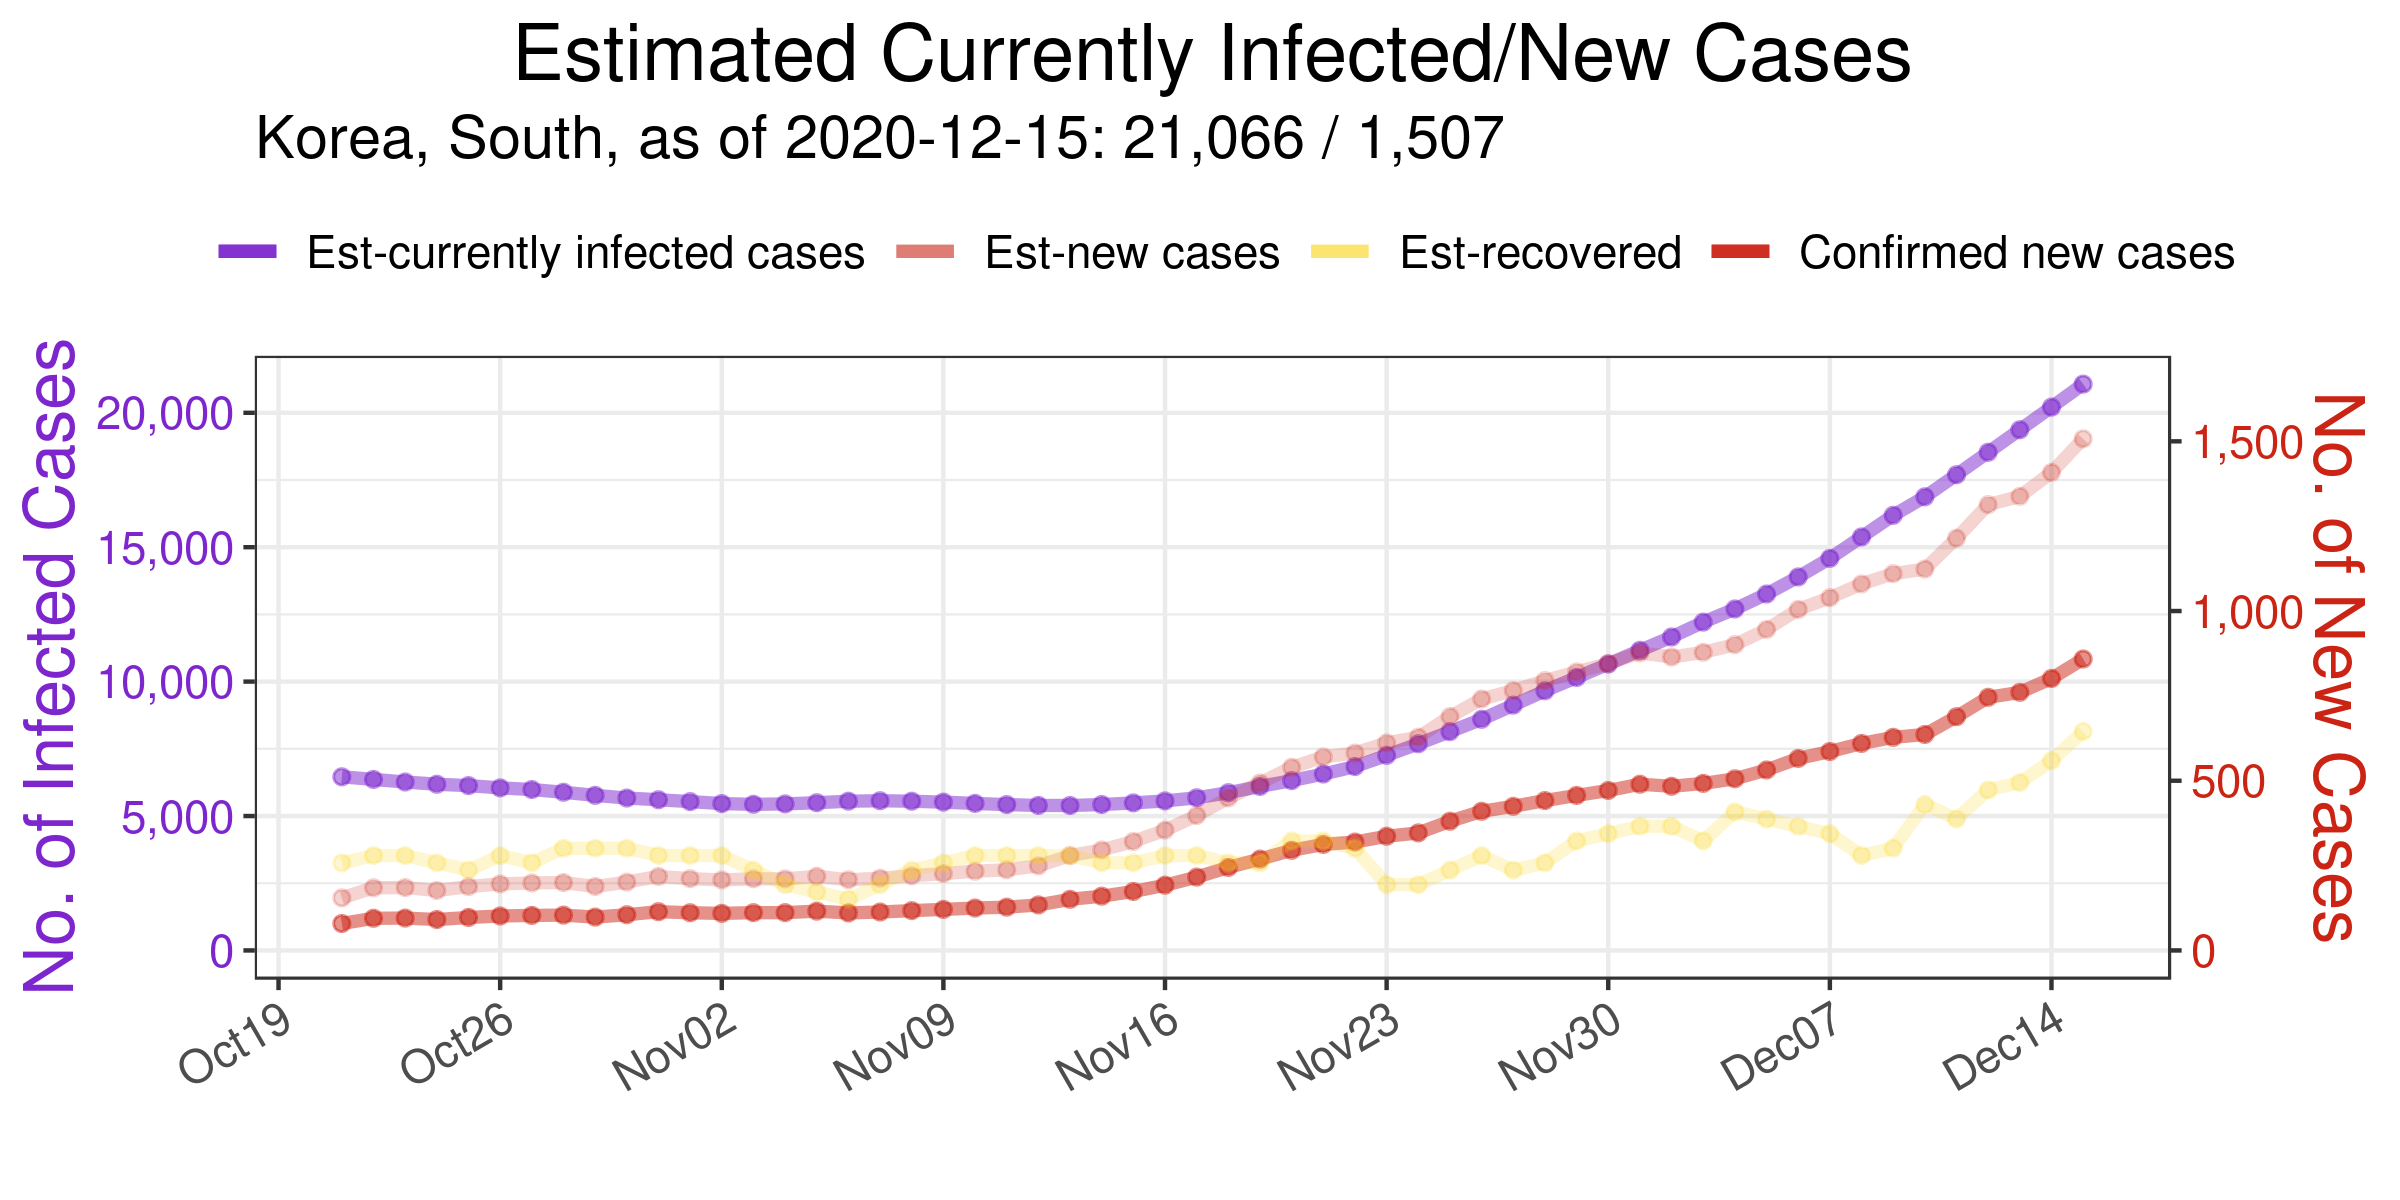 Estimated Currently Infected/New Cases
Korea, South, as of 2020-12-15: 21,066 / 1,507
Est-currently infected cases Est-new cases Est-recovered Confirmed new cases
No. of Infected Cases
20,000
15,000
10,000
5,000
0
1,500
1,000
500
0
No. of New Cases
Oct19 Oct26 Nov02 Nov09 Nov16 Nov23 Nov30 Dec07 Dec14